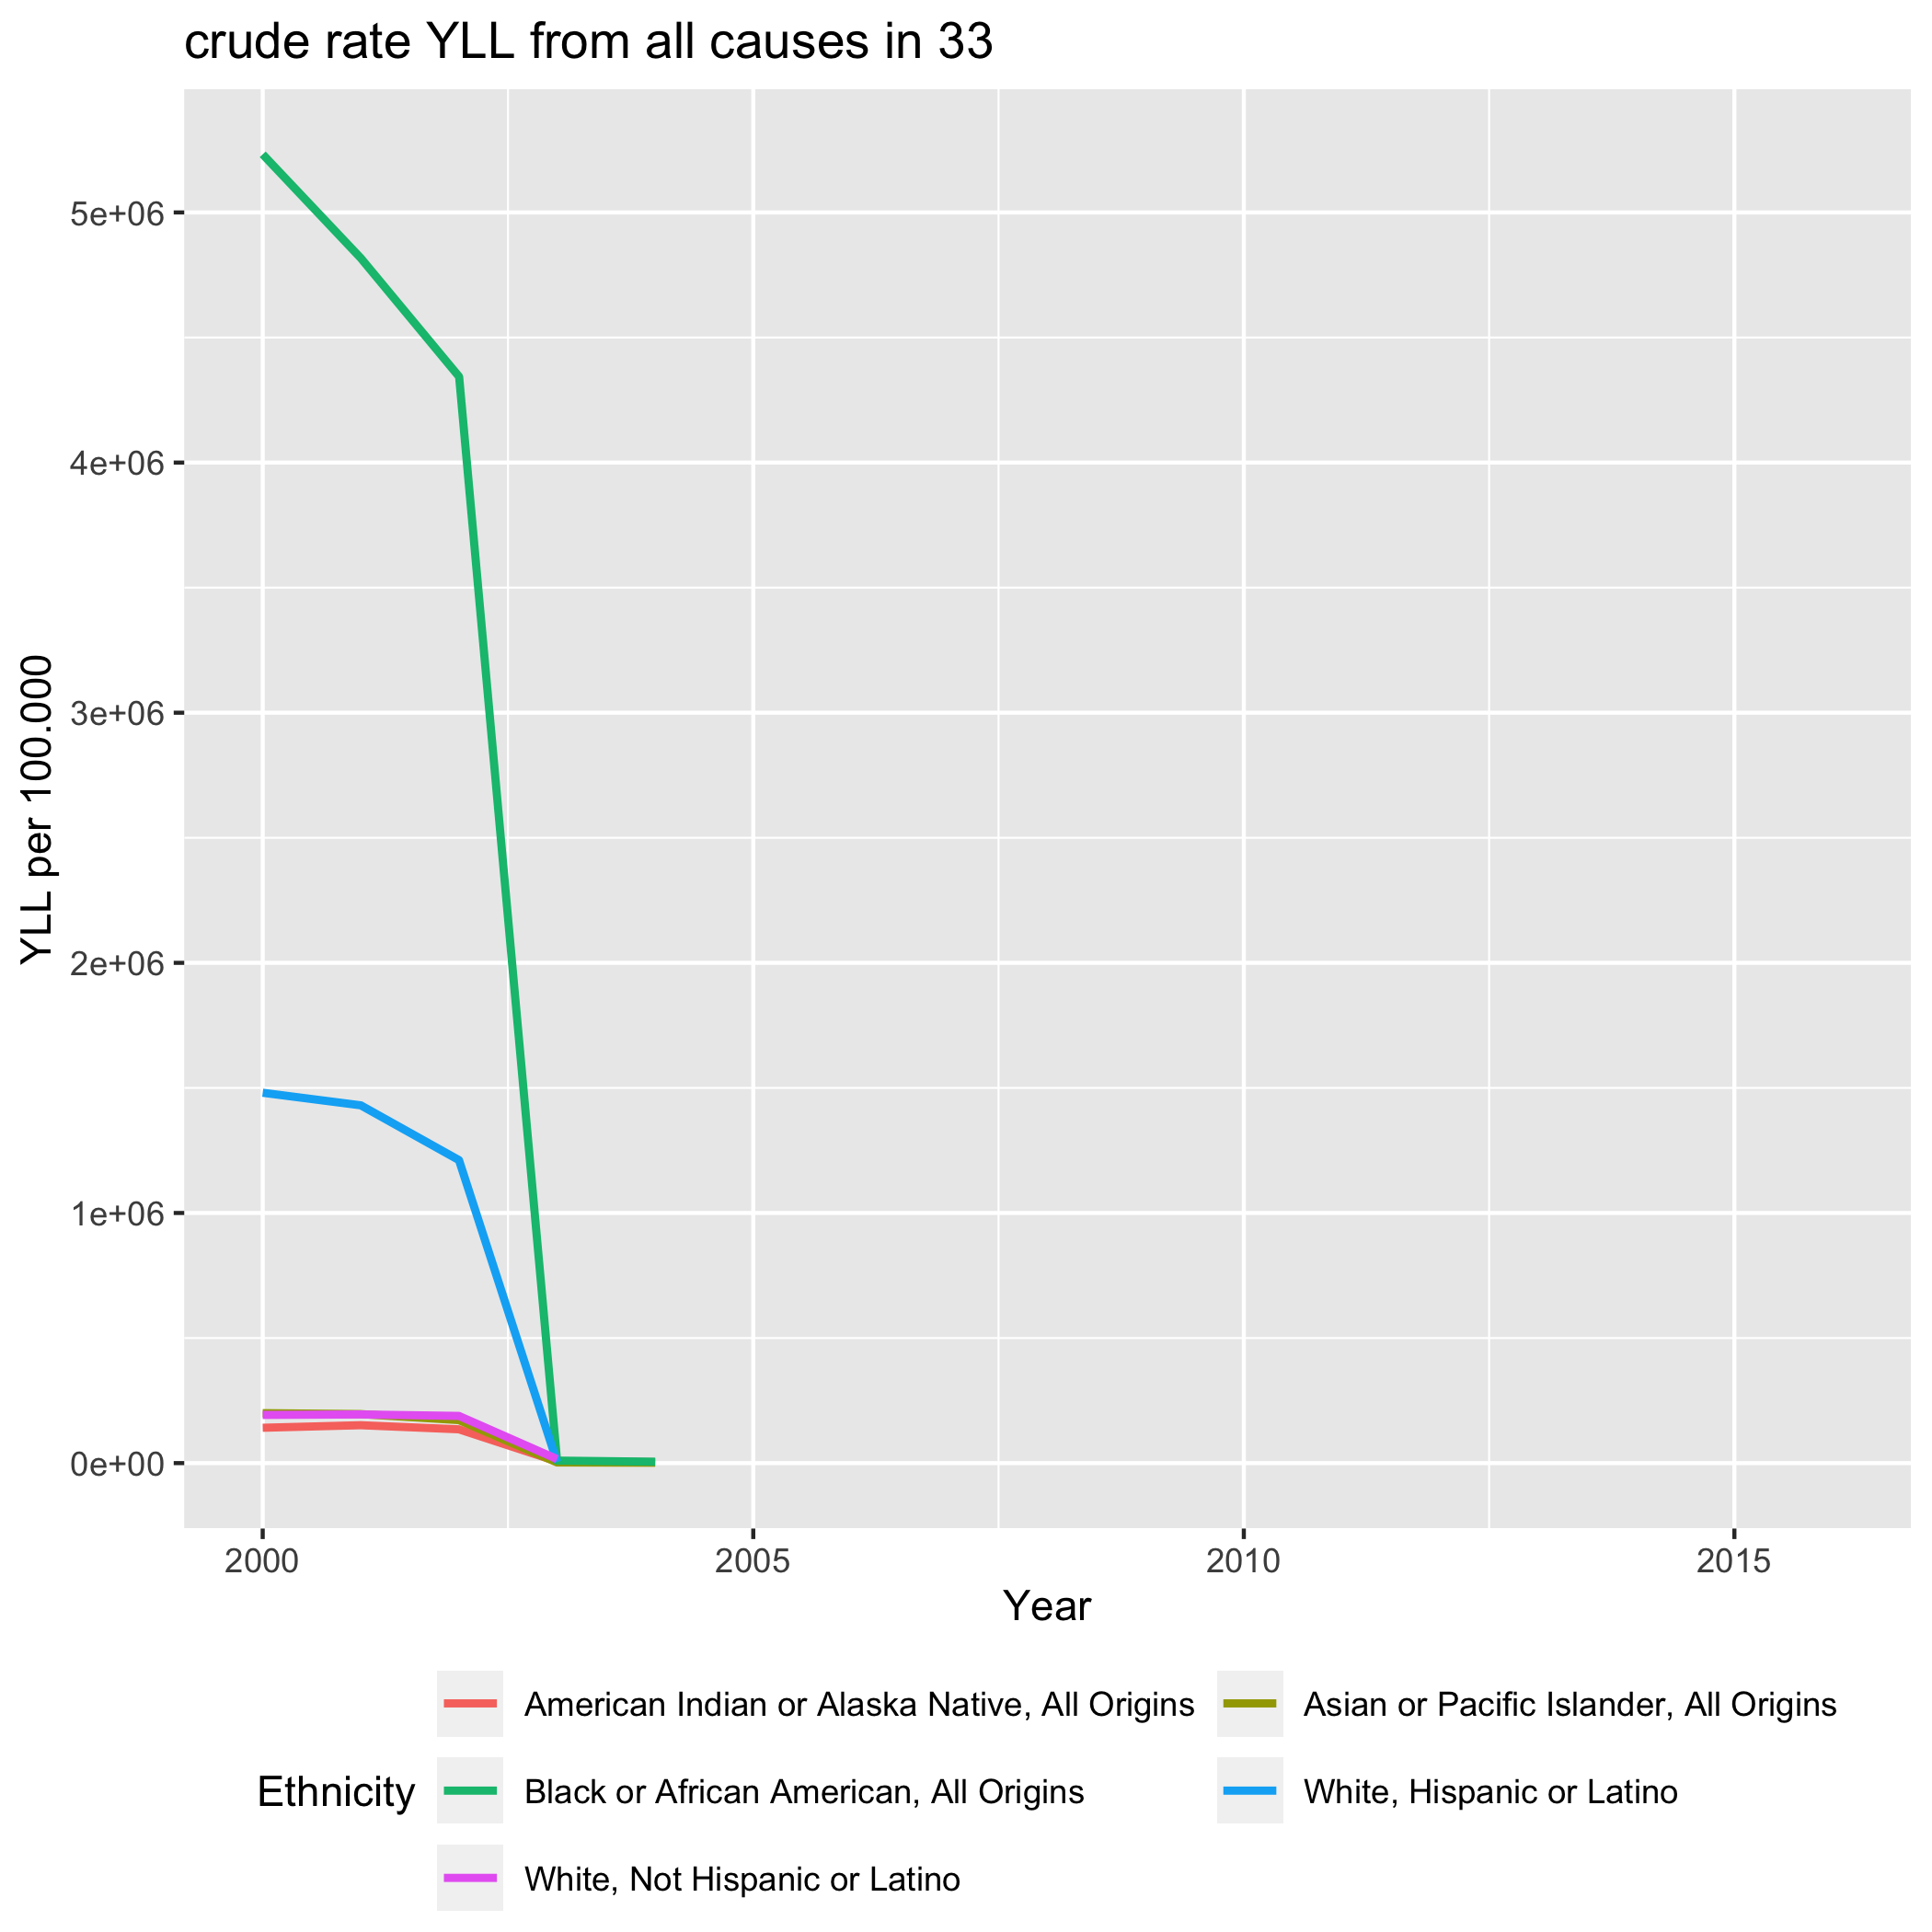 crude rate YLL from all causes in 33
5e+06
4e+06
3e+06
2e+06
1e+06
0e+00
YLL per 100.000
2000 2005 2010 2015
Year
Ethnicity
American Indian or Alaska Native, All Origins
Asian or Pacific Islander, All Origins
Black or African American, All Origins
White, Hispanic or Latino
White, Not Hispanic or Latino